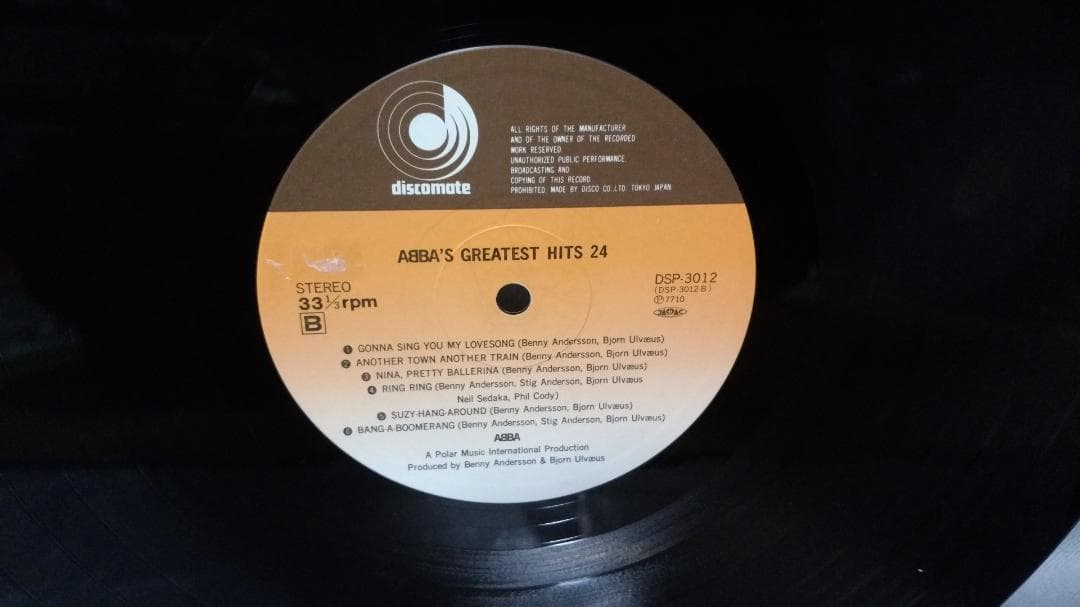 discomate
ALL RIGHTS OF THE MANUFACTURER
AND OF THE OWNER OF THE RECORDED
WORK RESERVED
UNAUTHORIZED PUBLIC PERFORMANCE.
BROADCASTING AND
COPYING OF THIS RECORD
PROHIBITED MADE BY DISCO CO.,LTD. TOKYO JAPAN
ABBA'S GREATEST HITS 24
STEREO
33⅓rpm
B
DSP-3012
(DSP-3012-B)
Ⓟ7710
JASRAC
❶ GONNA SING YOU MY LOVESONG (Benny Andersson, Bjorn Ulvæus)
❷ ANOTHER TOWN ANOTHER TRAIN (Benny Andersson, Bjorn Ulvæus)
❸ NINA, PRETTY BALLERINA (Benny Andersson, Bjorn Ulvæus)
❹ RING RING (Benny Andersson, Stig Anderson, Bjorn Ulvæus
Neil Sedaka, Phil Cody)
❺ SUZY-HANG-AROUND (Benny Andersson, Bjorn Ulvæus)
❻ BANG-A-BOOMERANG (Benny Andersson, Stig Anderson, Bjorn Ulvæus)
ABBA
A Polar Music International Production
Produced by Benny Andersson & Bjorn Ulvæus